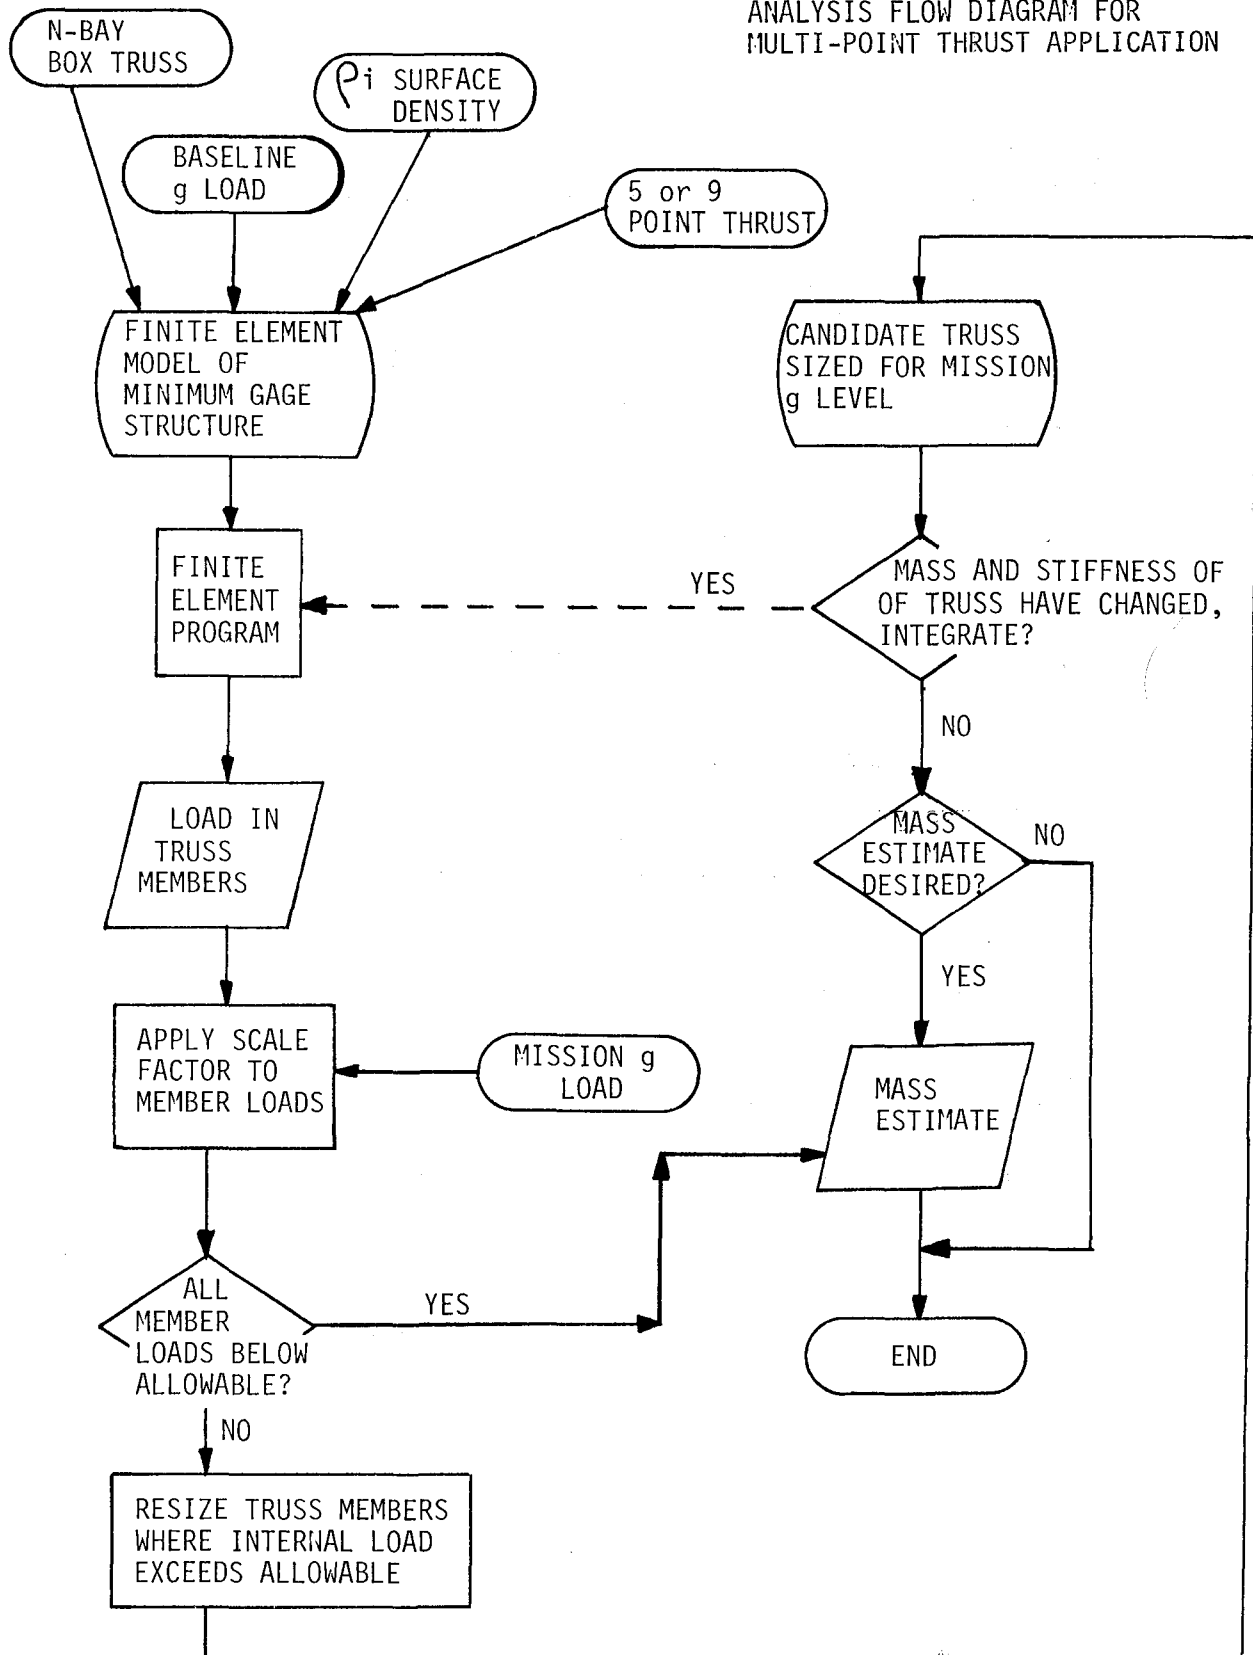 ANALYSIS FLOW DIAGRAM FOR
MULTI-POINT THRUST APPLICATION
N-BAY
BOX TRUSS
ρi SURFACE
DENSITY
BASELINE
g LOAD
5 or 9
POINT THRUST
FINITE ELEMENT
MODEL OF
MINIMUM GAGE
STRUCTURE
FINITE
ELEMENT
PROGRAM
LOAD IN
TRUSS
MEMBERS
APPLY SCALE
FACTOR TO
MEMBER LOADS
MISSION g
LOAD
ALL
MEMBER
LOADS BELOW
ALLOWABLE?
YES
NO
RESIZE TRUSS MEMBERS
WHERE INTERNAL LOAD
EXCEEDS ALLOWABLE
CANDIDATE TRUSS
SIZED FOR MISSION
g LEVEL
MASS AND STIFFNESS OF
OF TRUSS HAVE CHANGED,
INTEGRATE?
YES
NO
MASS
ESTIMATE
DESIRED?
NO
YES
MASS
ESTIMATE
END